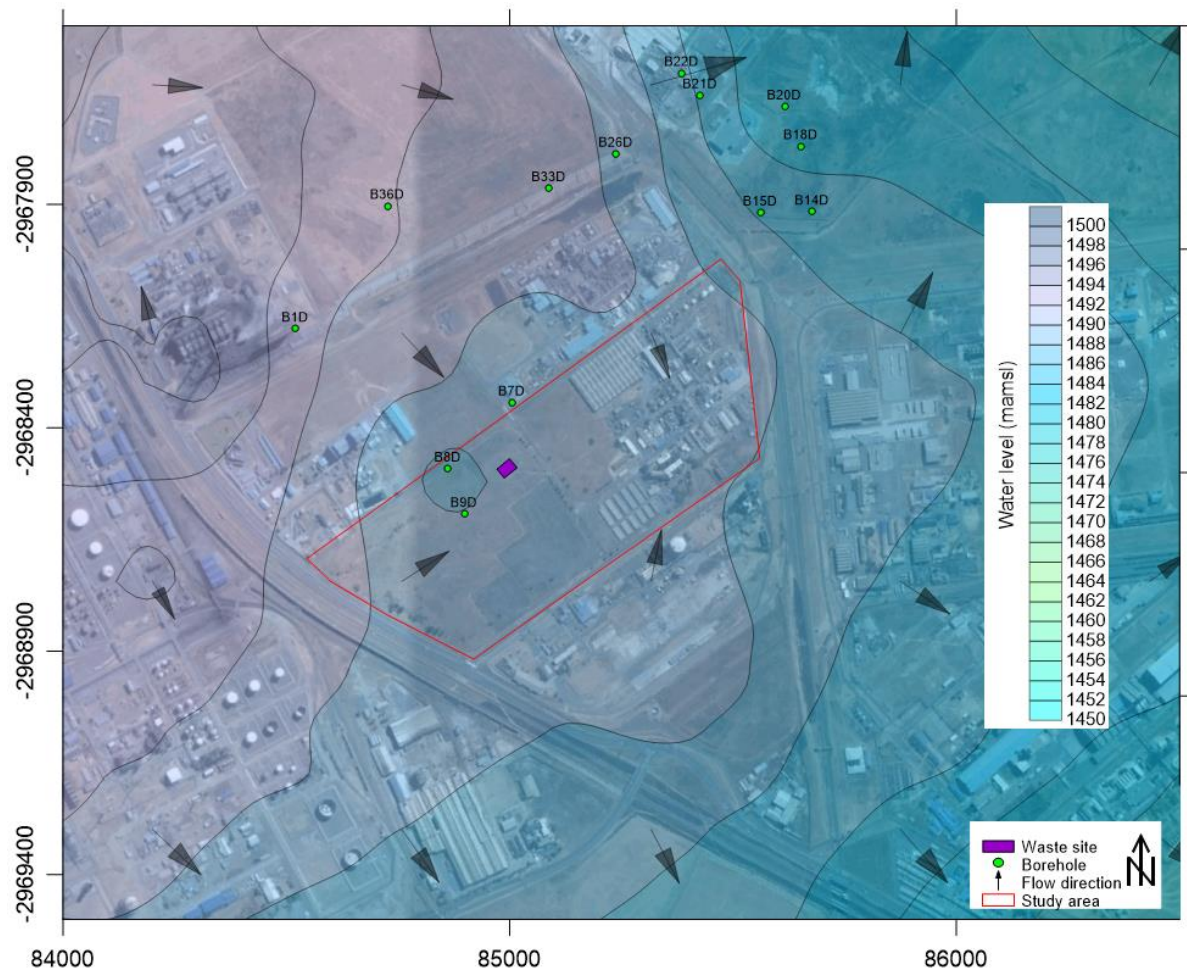 B22D
B21D
B20D
B18D
B26D
B33D
B36D
B15D
B14D
B1D
B7D
B8D
B9D
-2967900
-2968400
-2968900
-2969400
84000
85000
86000
Water level (mamsl)
1500
1498
1496
1494
1492
1490
1488
1486
1484
1482
1480
1478
1476
1474
1472
1470
1468
1466
1464
1462
1460
1458
1456
1454
1452
1450
Waste site
Borehole
Flow direction
Study area
N